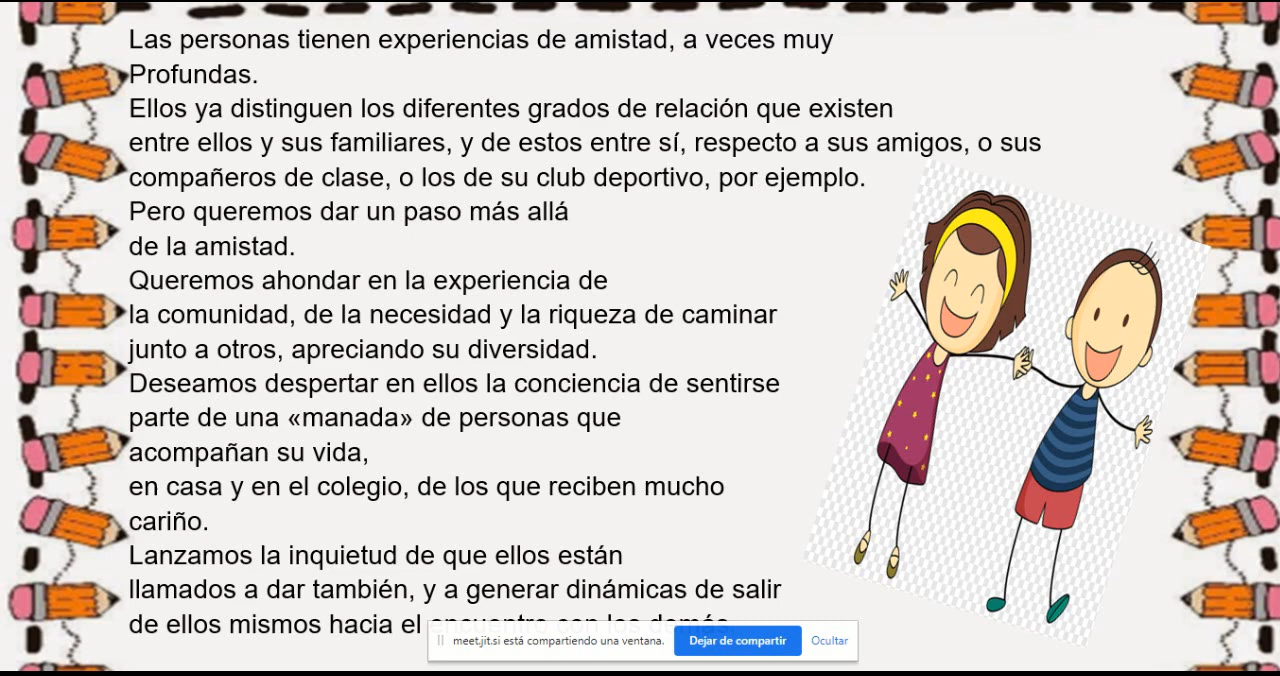 Las personas tienen experiencias de amistad, a veces muy
Profundas.
Ellos ya distinguen los diferentes grados de relación que existen
entre ellos y sus familiares, y de estos entre sí, respecto a sus amigos, o sus
compañeros de clase, o los de su club deportivo, por ejemplo.
Pero queremos dar un paso más allá
de la amistad.
Queremos ahondar en la experiencia de
la comunidad, de la necesidad y la riqueza de caminar
junto a otros, apreciando su diversidad.
Deseamos despertar en ellos la conciencia de sentirse
parte de una «manada» de personas que
acompañan su vida,
en casa y en el colegio, de los que reciben mucho
cariño.
Lanzamos la inquietud de que ellos están
llamados a dar también, y a generar dinámicas de salir
de ellos mismos hacia el encuentro con los demás.
meet.jit.si está compartiendo una ventana. Dejar de compartir Ocultar